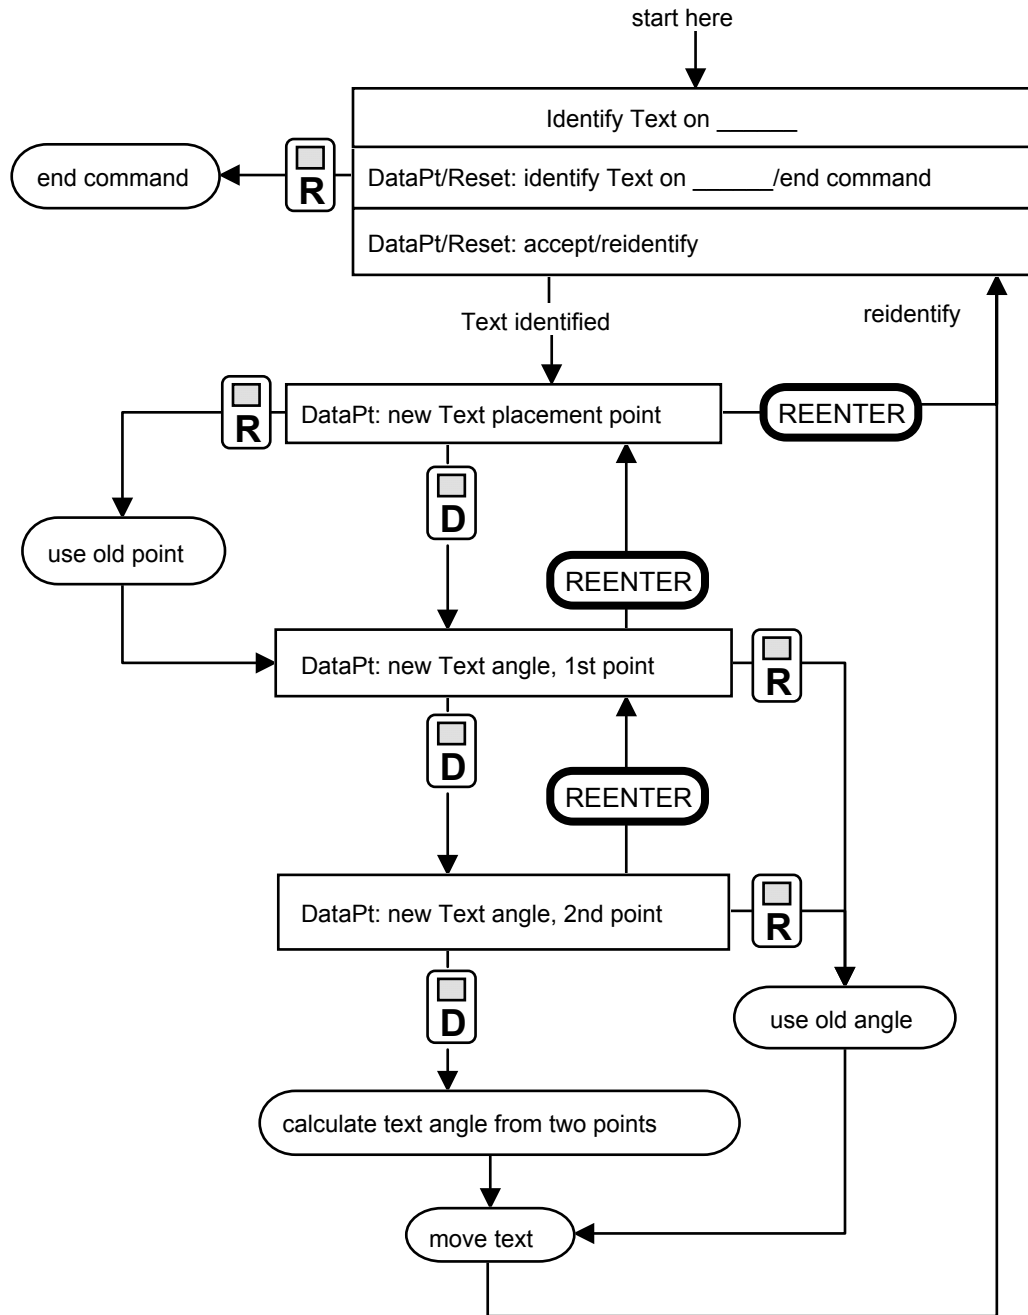 start here
Identify Text on ______
end command
R
DataPt/Reset: identify Text on ______/end command
DataPt/Reset: accept/reidentify
Text identified
reidentify
R
DataPt: new Text placement point
REENTER
D
use old point
REENTER
DataPt: new Text angle, 1st point
R
D
REENTER
DataPt: new Text angle, 2nd point
R
D
use old angle
calculate text angle from two points
move text